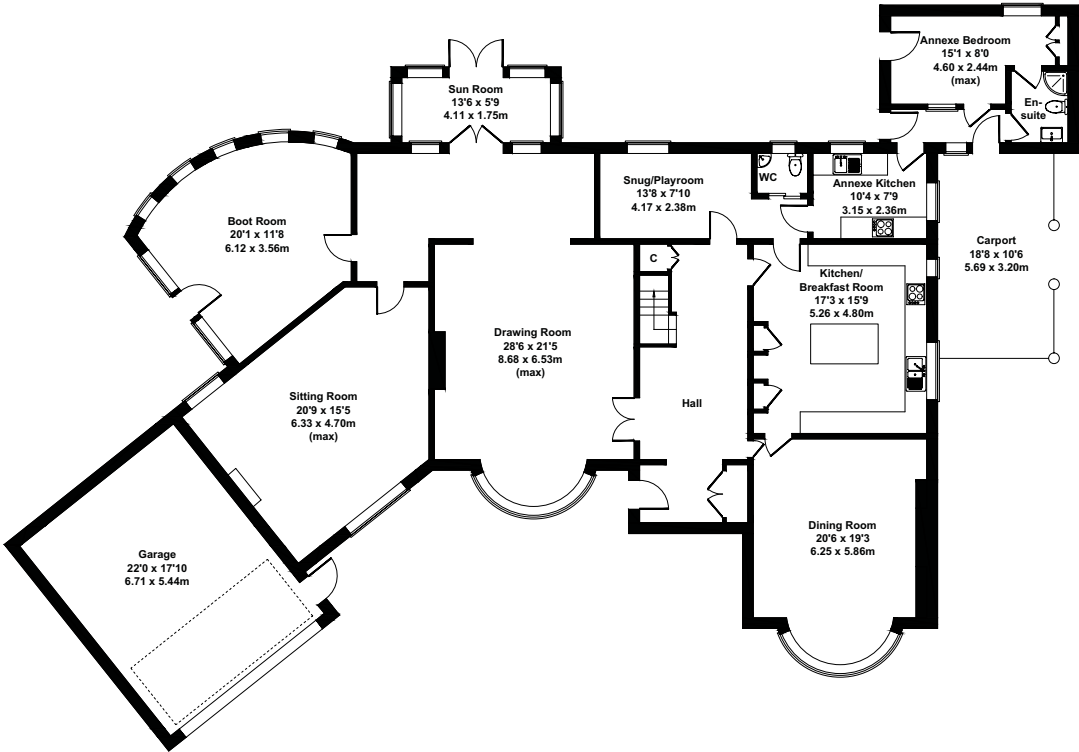 Annexe Bedroom
15'1 x 8'0
4.60 x 2.44m
(max)
En-
suite
Sun Room
13'6 x 5'9
4.11 x 1.75m
WC
Snug/Playroom
13'8 x 7'10
4.17 x 2.38m
Annexe Kitchen
10'4 x 7'9
3.15 x 2.36m
Boot Room
20'1 x 11'8
6.12 x 3.56m
Carport
18'8 x 10'6
5.69 x 3.20m
C
Kitchen/
Breakfast Room
17'3 x 15'9
5.26 x 4.80m
Drawing Room
28'6 x 21'5
8.68 x 6.53m
(max)
Sitting Room
20'9 x 15'5
6.33 x 4.70m
(max)
Hall
Dining Room
20'6 x 19'3
6.25 x 5.86m
Garage
22'0 x 17'10
6.71 x 5.44m